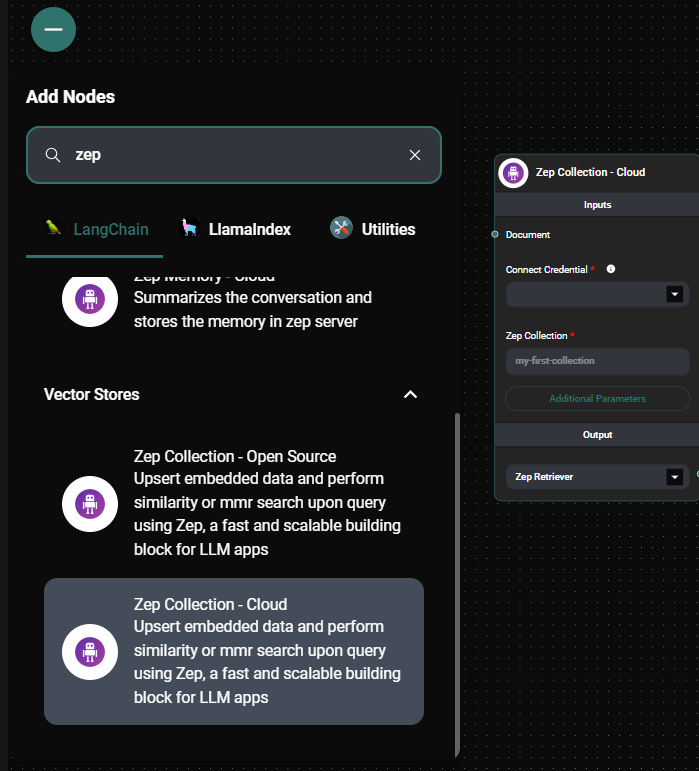 Add Nodes
zep
LangChain
LlamaIndex
Utilities
Zep Memory - Cloud
Summarizes the conversation and
stores the memory in zep server
Vector Stores
Zep Collection - Open Source
Upsert embedded data and perform
similarity or mmr search upon query
using Zep, a fast and scalable building
block for LLM apps
Zep Collection - Cloud
Upsert embedded data and perform
similarity or mmr search upon query
using Zep, a fast and scalable building
block for LLM apps
Zep Collection - Cloud
Inputs
Document
Connect Credential *
Zep Collection *
my-first-collection
Additional Parameters
Output
Zep Retriever